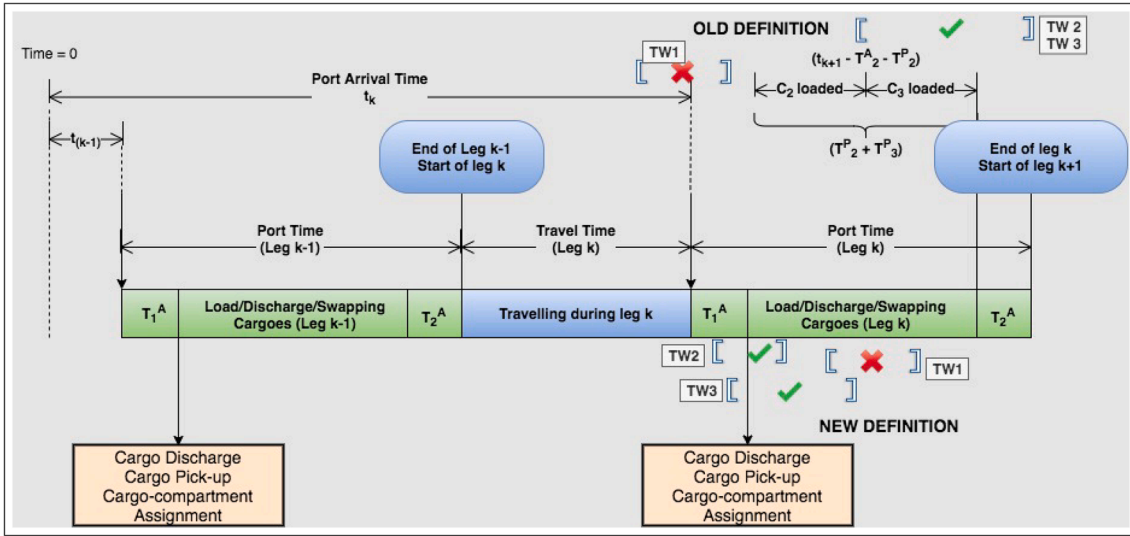 OLD DEFINITION
TW 2
TW 3
Time = 0
TW1
(t_{k+1} - T^A_2 - T^P_2)
Port Arrival Time
t_k
C_2 loaded
C_3 loaded
t_{(k-1)}
End of Leg k-1
Start of leg k
(T^P_2 + T^P_3)
End of leg k
Start of leg k+1
Port Time
(Leg k-1)
Travel Time
(Leg k)
Port Time
(Leg k)
T_1^A
Load/Discharge/Swapping
Cargoes (Leg k-1)
T_2^A
Travelling during leg k
T_1^A
Load/Discharge/Swapping
Cargoes (Leg k)
T_2^A
TW2
TW1
TW3
NEW DEFINITION
Cargo Discharge
Cargo Pick-up
Cargo-compartment
Assignment
Cargo Discharge
Cargo Pick-up
Cargo-compartment
Assignment